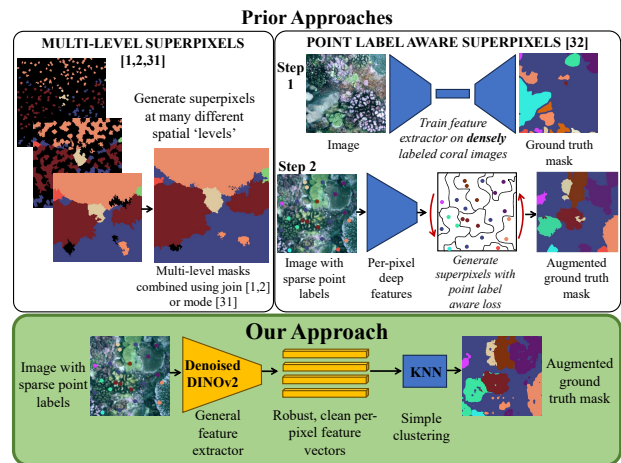 Prior Approaches
MULTI-LEVEL SUPERPIXELS
[1,2,31]
Generate superpixels
at many different
spatial ‘levels’
Multi-level masks
combined using join [1,2]
or mode [31]
POINT LABEL AWARE SUPERPIXELS [32]
Step
1
Image
Train feature
extractor on densely
labeled coral images
Ground truth
mask
Step 2
Image with
sparse point
labels
Per-pixel
deep
features
Generate
superpixels with
point label
aware loss
Augmented
ground truth
mask
Our Approach
Image with
sparse point
labels
Denoised
DINOv2
General
feature
extractor
Robust, clean per-
pixel feature
vectors
KNN
Simple
clustering
Augmented
ground
truth mask